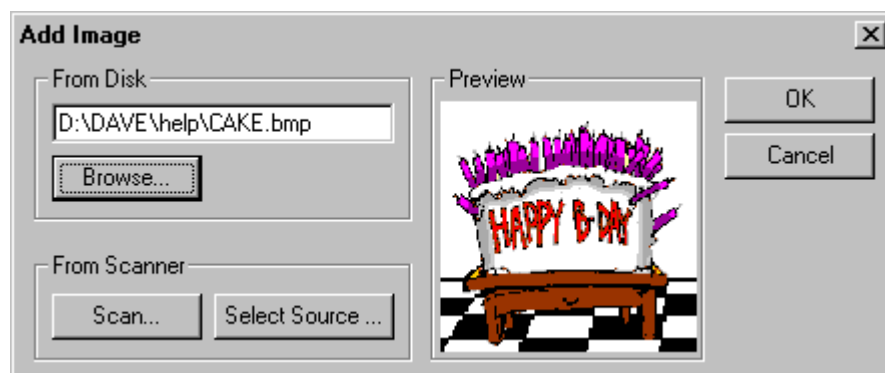 Add Image
From Disk
D:\DAVE\help\CAKE.bmp
Browse...
From Scanner
Scan...
Select Source ...
Preview
HAPPY B-DAY
OK
Cancel